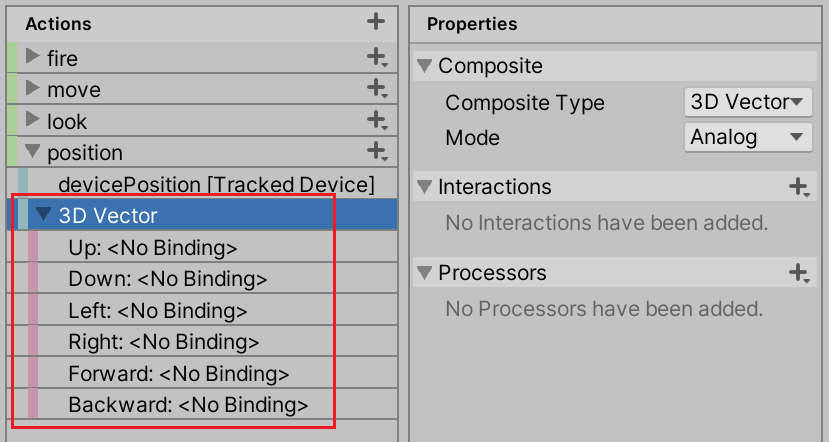 Actions
fire
move
look
position
devicePosition [Tracked Device]
3D Vector
Up: <No Binding>
Down: <No Binding>
Left: <No Binding>
Right: <No Binding>
Forward: <No Binding>
Backward: <No Binding>
Properties
Composite
Composite Type 3D Vector
Mode Analog
Interactions
No Interactions have been added.
Processors
No Processors have been added.